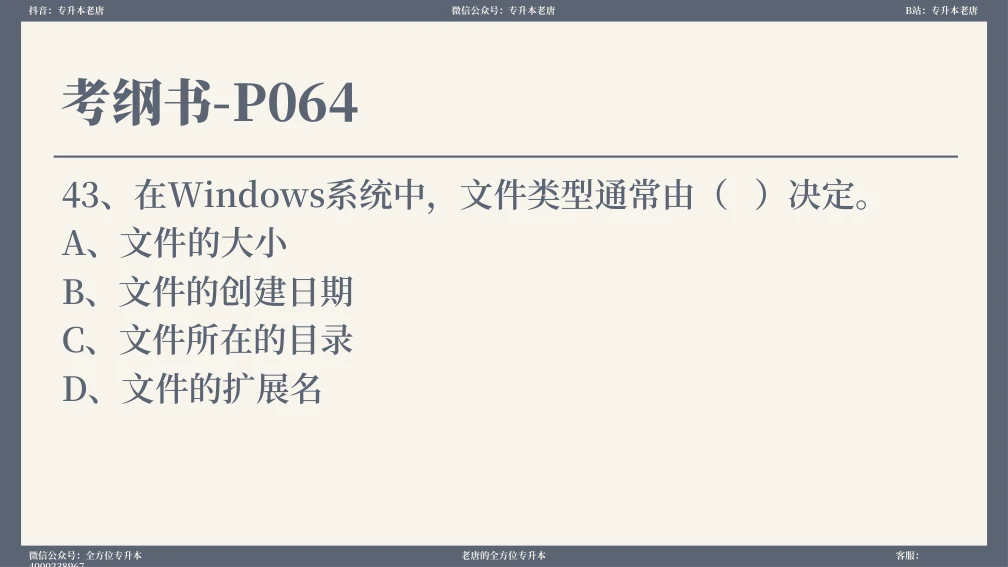 抖音：专升本老唐
微信公众号：专升本老唐
B站：专升本老唐
考纲书-P064
43、在Windows系统中，文件类型通常由（ ）决定。
A、文件的大小
B、文件的创建日期
C、文件所在的目录
D、文件的扩展名
微信公众号：全方位专升本
老唐的全方位专升本
客服：
4000238967